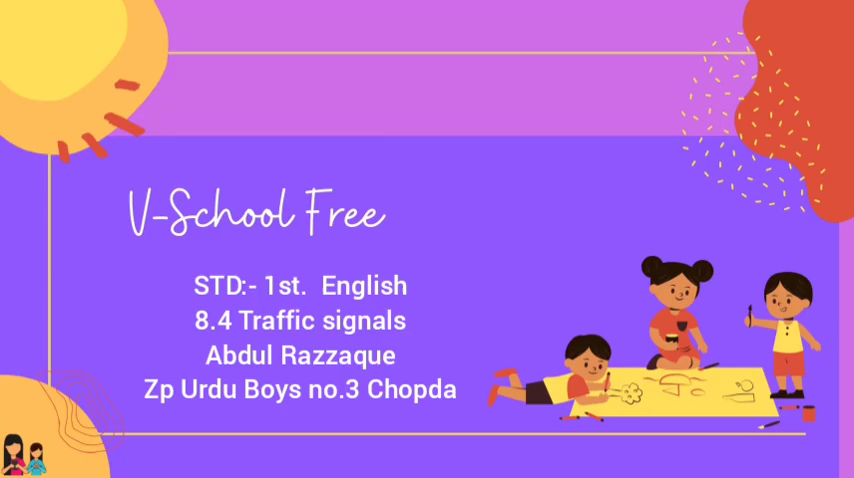 V-School Free
STD:- 1st. English
8.4 Traffic signals
Abdul Razzaque
Zp Urdu Boys no.3 Chopda